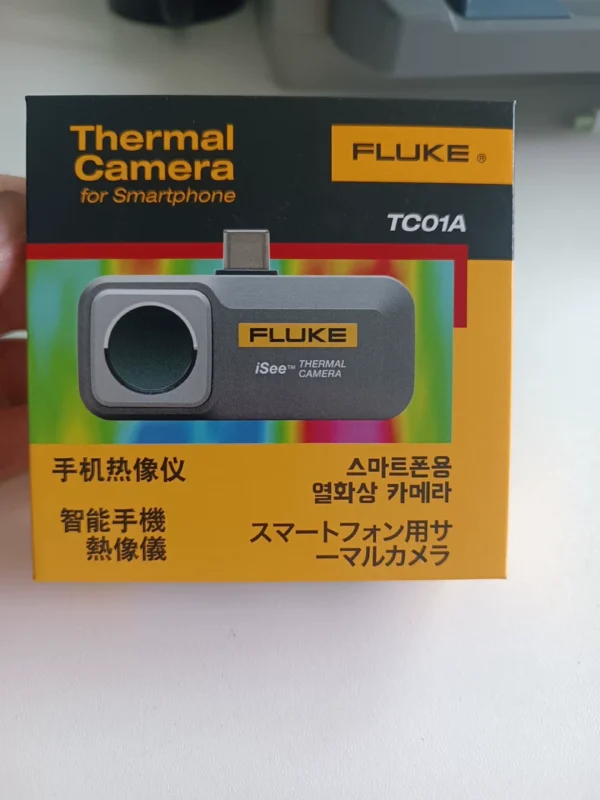 Thermal
Camera
for Smartphone
FLUKE ®
TC01A
FLUKE
iSee™ THERMAL
CAMERA
手机热像仪
智能手機
熱像儀
스마트폰용
열화상 카메라
スマートフォン用サ
ーマルカメラ